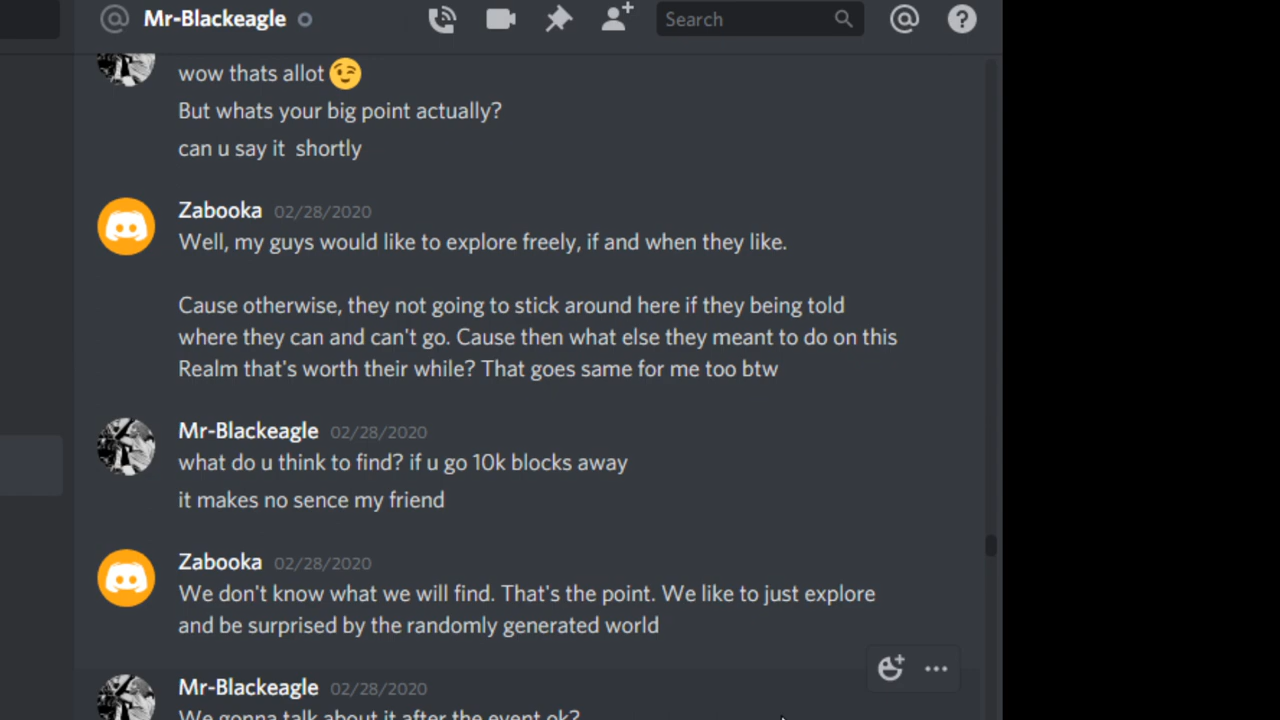 Mr-Blackeagle
Search
wow thats allot 😉
But whats your big point actually?
can u say it  shortly
Zabooka 02/28/2020
Well, my guys would like to explore freely, if and when they like.
Cause otherwise, they not going to stick around here if they being told
where they can and can't go. Cause then what else they meant to do on this
Realm that's worth their while? That goes same for me too btw
Mr-Blackeagle 02/28/2020
what do u think to find? if u go 10k blocks away
it makes no sence my friend
Zabooka 02/28/2020
We don't know what we will find. That's the point. We like to just explore
and be surprised by the randomly generated world
Mr-Blackeagle 02/28/2020
We gonna talk about it after the event ok?